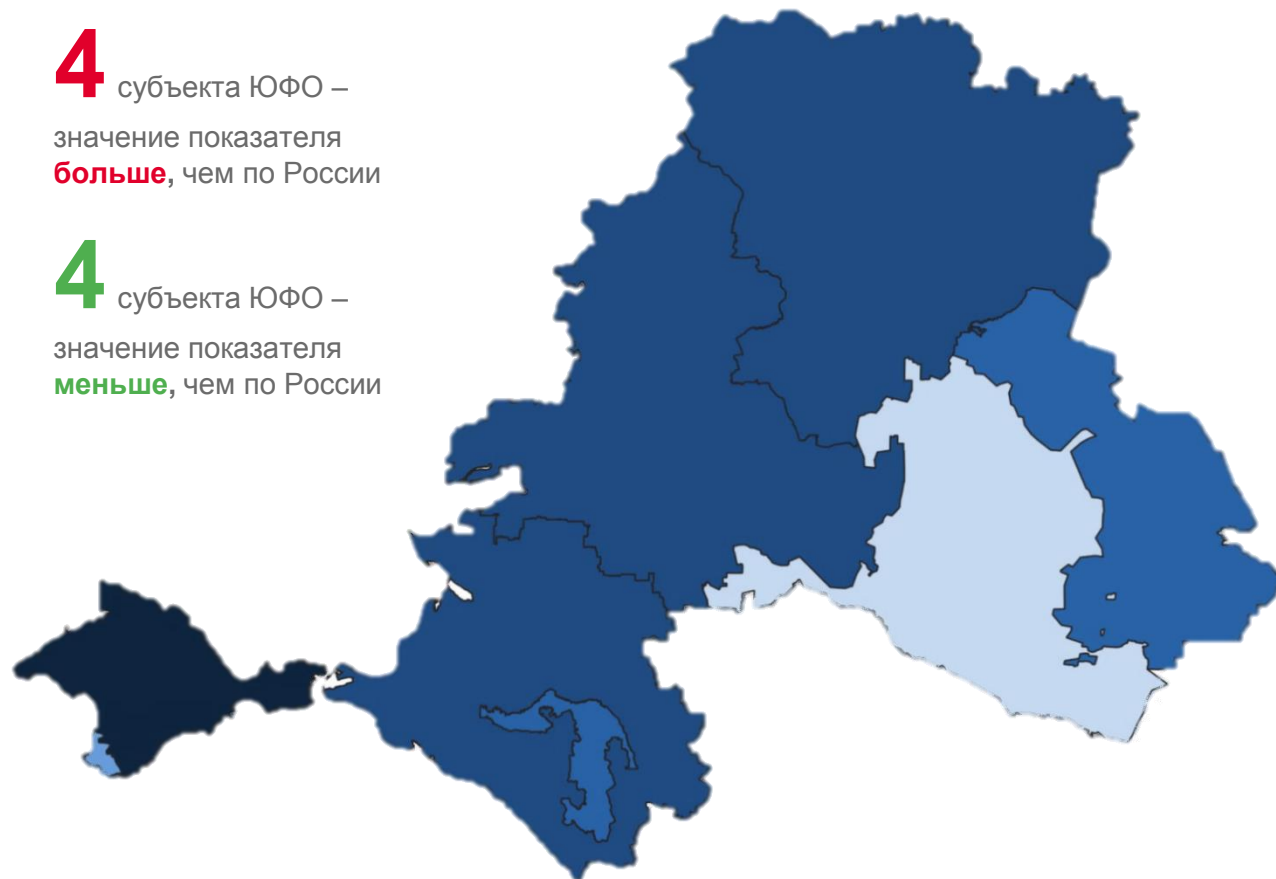 4 субъекта ЮФО –
значение показателя
больше, чем по России
4 субъекта ЮФО –
значение показателя
меньше, чем по России